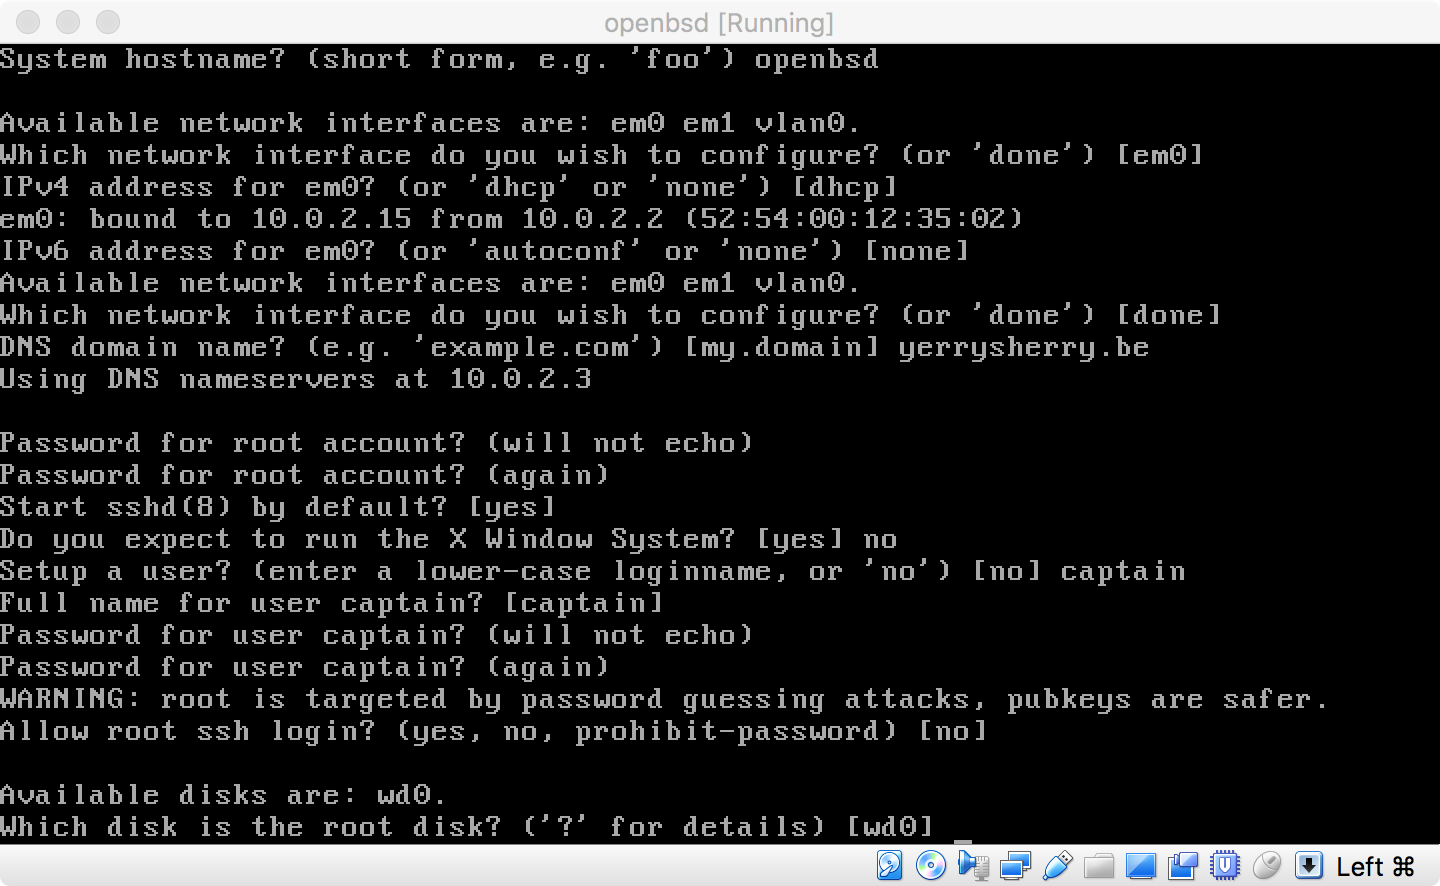 openbsd [Running]
System hostname? (short form, e.g. 'foo') openbsd
Available network interfaces are: em0 em1 vlan0.
Which network interface do you wish to configure? (or 'done') [em0]
IPv4 address for em0? (or 'dhcp' or 'none') [dhcp]
em0: bound to 10.0.2.15 from 10.0.2.2 (52:54:00:12:35:02)
IPv6 address for em0? (or 'autoconf' or 'none') [none]
Available network interfaces are: em0 em1 vlan0.
Which network interface do you wish to configure? (or 'done') [done]
DNS domain name? (e.g. 'example.com') [my.domain] yerrysherry.be
Using DNS nameservers at 10.0.2.3
Password for root account? (will not echo)
Password for root account? (again)
Start sshd(8) by default? [yes]
Do you expect to run the X Window System? [yes] no
Setup a user? (enter a lower-case loginname, or 'no') [no] captain
Full name for user captain? [captain]
Password for user captain? (will not echo)
Password for user captain? (again)
WARNING: root is targeted by password guessing attacks, pubkeys are safer.
Allow root ssh login? (yes, no, prohibit-password) [no]
Available disks are: wd0.
Which disk is the root disk? ('?' for details) [wd0]
Left ⌘